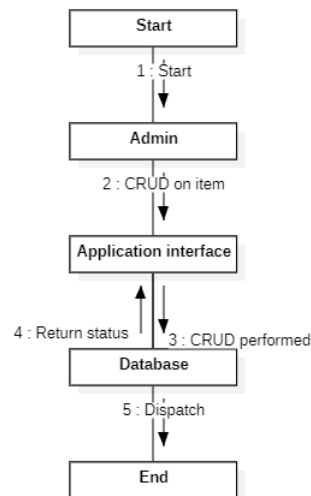 Start
1 : Start
Admin
2 : CRUD on item
Application interface
4 : Return status
3 : CRUD performed
Database
5 : Dispatch
End